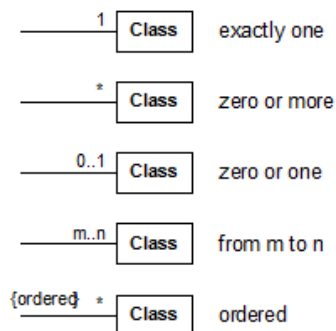 1 Class exactly one
* Class zero or more
0..1 Class zero or one
m..n Class from m to n
{ordered} * Class ordered